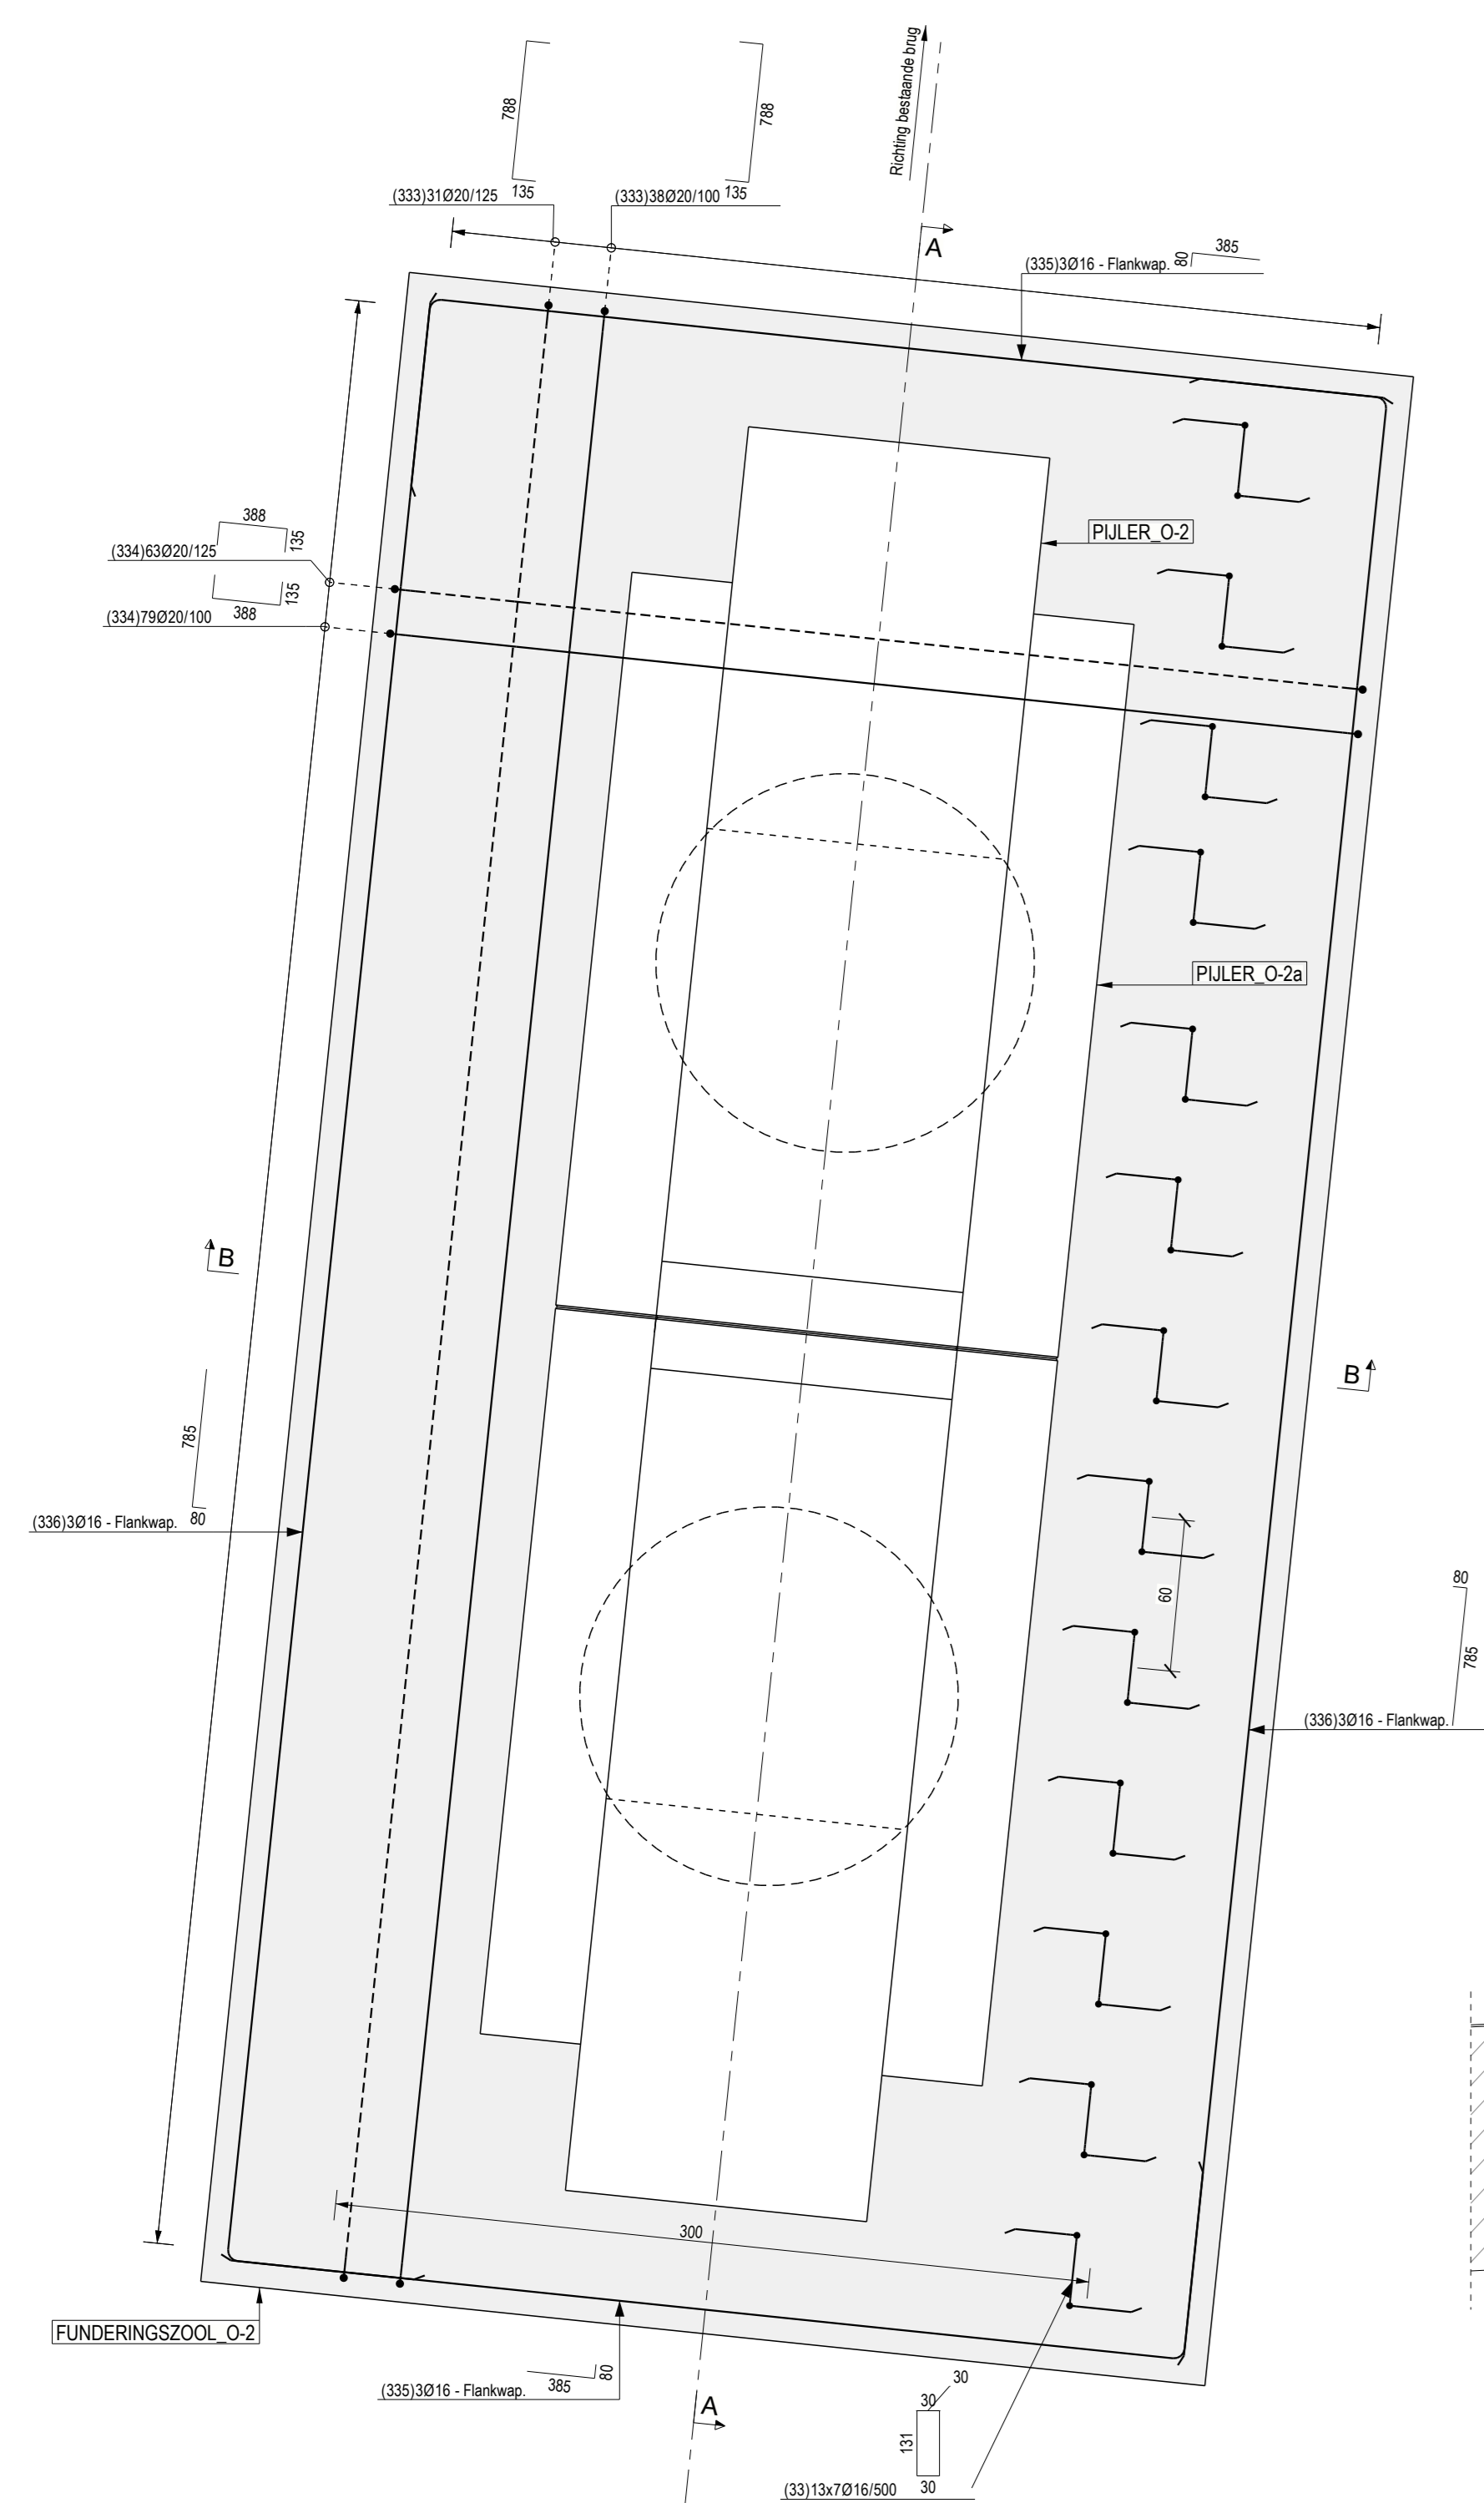 Richting bestaande brug
788
788
(333)31Ø20/125
135
(333)38Ø20/100
135
A
(335)3Ø16 - Flankwap.
80
385
388
135
(334)63Ø20/125
PIJLER_O-2
135
388
(334)79Ø20/100
PIJLER_O-2a
B
B
785
80
(336)3Ø16 - Flankwap.
60
80
785
(336)3Ø16 - Flankwap.
300
FUNDERINGSZOOL_O-2
385
80
(335)3Ø16 - Flankwap.
A
30
30
131
30
(33)13x7Ø16/500